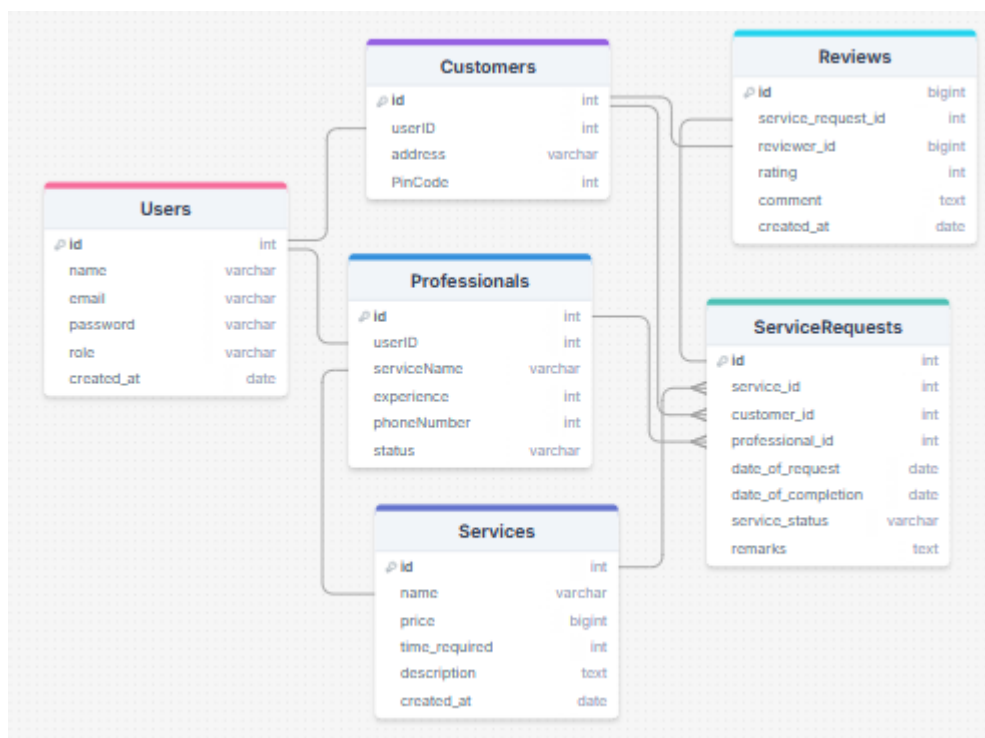 Users
id int
name varchar
email varchar
password varchar
role varchar
created_at date
Customers
id int
userID int
address varchar
PinCode int
Professionals
id int
userID int
serviceName varchar
experience int
phoneNumber int
status varchar
Services
id int
name varchar
price bigint
time_required int
description text
created_at date
Reviews
id bigint
service_request_id int
reviewer_id bigint
rating int
comment text
created_at date
ServiceRequests
id int
service_id int
customer_id int
professional_id int
date_of_request date
date_of_completion date
service_status varchar
remarks text